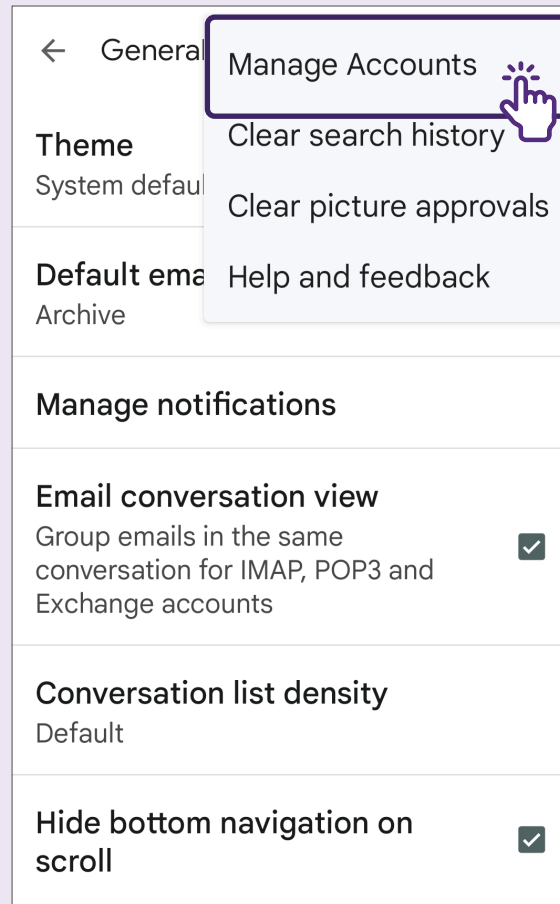 General
Manage Accounts
Clear search history
Clear picture approvals
Help and feedback
Theme
System defaul
Default ema
Archive
Manage notifications
Email conversation view
Group emails in the same
conversation for IMAP, POP3 and
Exchange accounts
Conversation list density
Default
Hide bottom navigation on
scroll